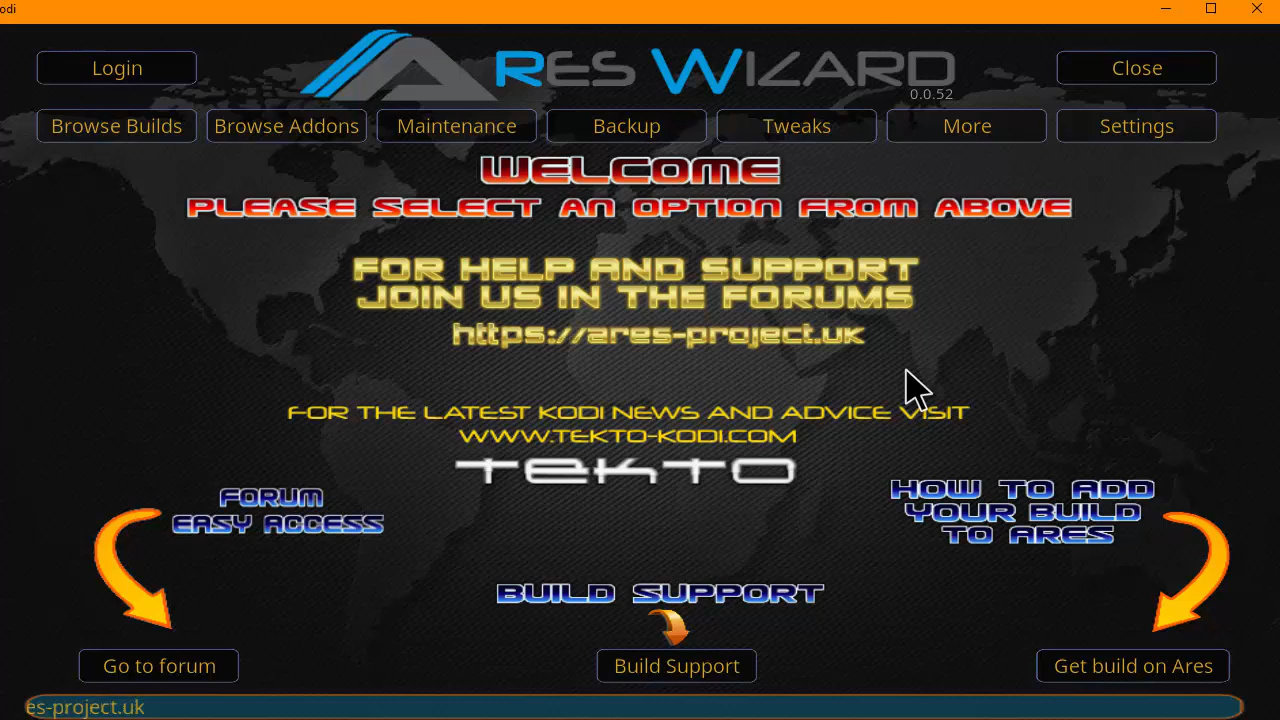 odi
Login
ARES WIZARD
Close
0.0.52
Browse Builds
Browse Addons
Maintenance
Backup
Tweaks
More
Settings
WELCOME
PLEASE SELECT AN OPTION FROM ABOVE
FOR HELP AND SUPPORT
JOIN US IN THE FORUMS
https://ares-project.uk
FOR THE LATEST KODI NEWS AND ADVICE VISIT
WWW.TEKTO-KODI.COM
TEKTO
FORUM
EASY ACCESS
HOW TO ADD
YOUR BUILD
TO ARES
BUILD SUPPORT
Go to forum
Build Support
Get build on Ares
es-project.uk